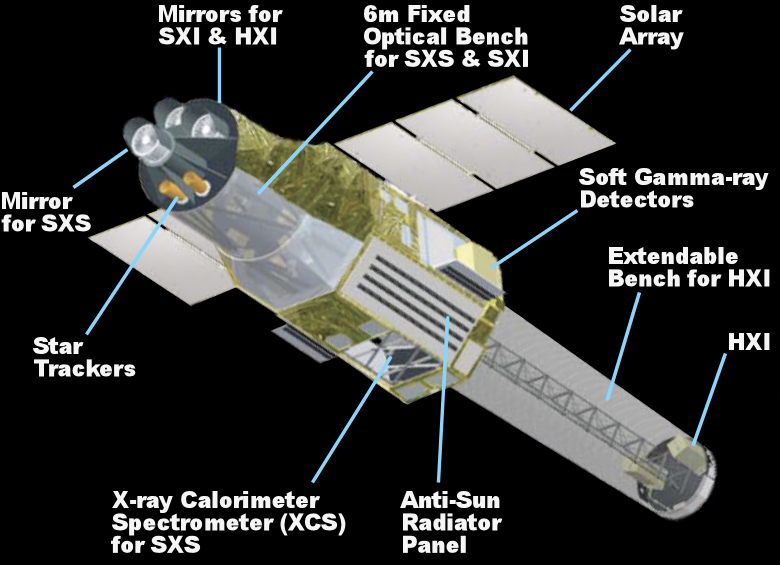 Mirrors for
SXI & HXI
6m Fixed
Optical Bench
for SXS & SXI
Solar
Array
Mirror
for SXS
Soft Gamma-ray
Detectors
Extendable
Bench for HXI
Star
Trackers
HXI
X-ray Calorimeter
Spectrometer (XCS)
for SXS
Anti-Sun
Radiator
Panel